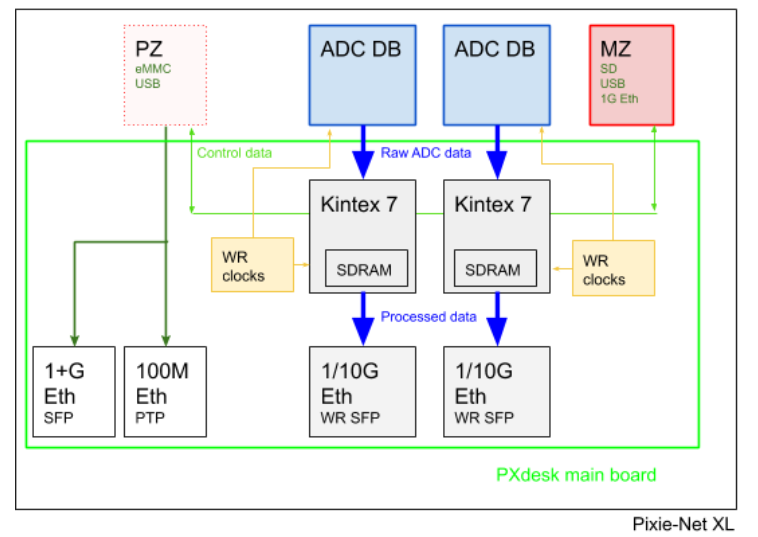 PZ
eMMC
USB
ADC DB
ADC DB
MZ
SD
USB
1G Eth
Control data
Raw ADC data
Kintex 7
SDRAM
Kintex 7
SDRAM
WR
clocks
WR
clocks
Processed data
1+G
Eth
SFP
100M
Eth
PTP
1/10G
Eth
WR SFP
1/10G
Eth
WR SFP
PXdesk main board
Pixie-Net XL